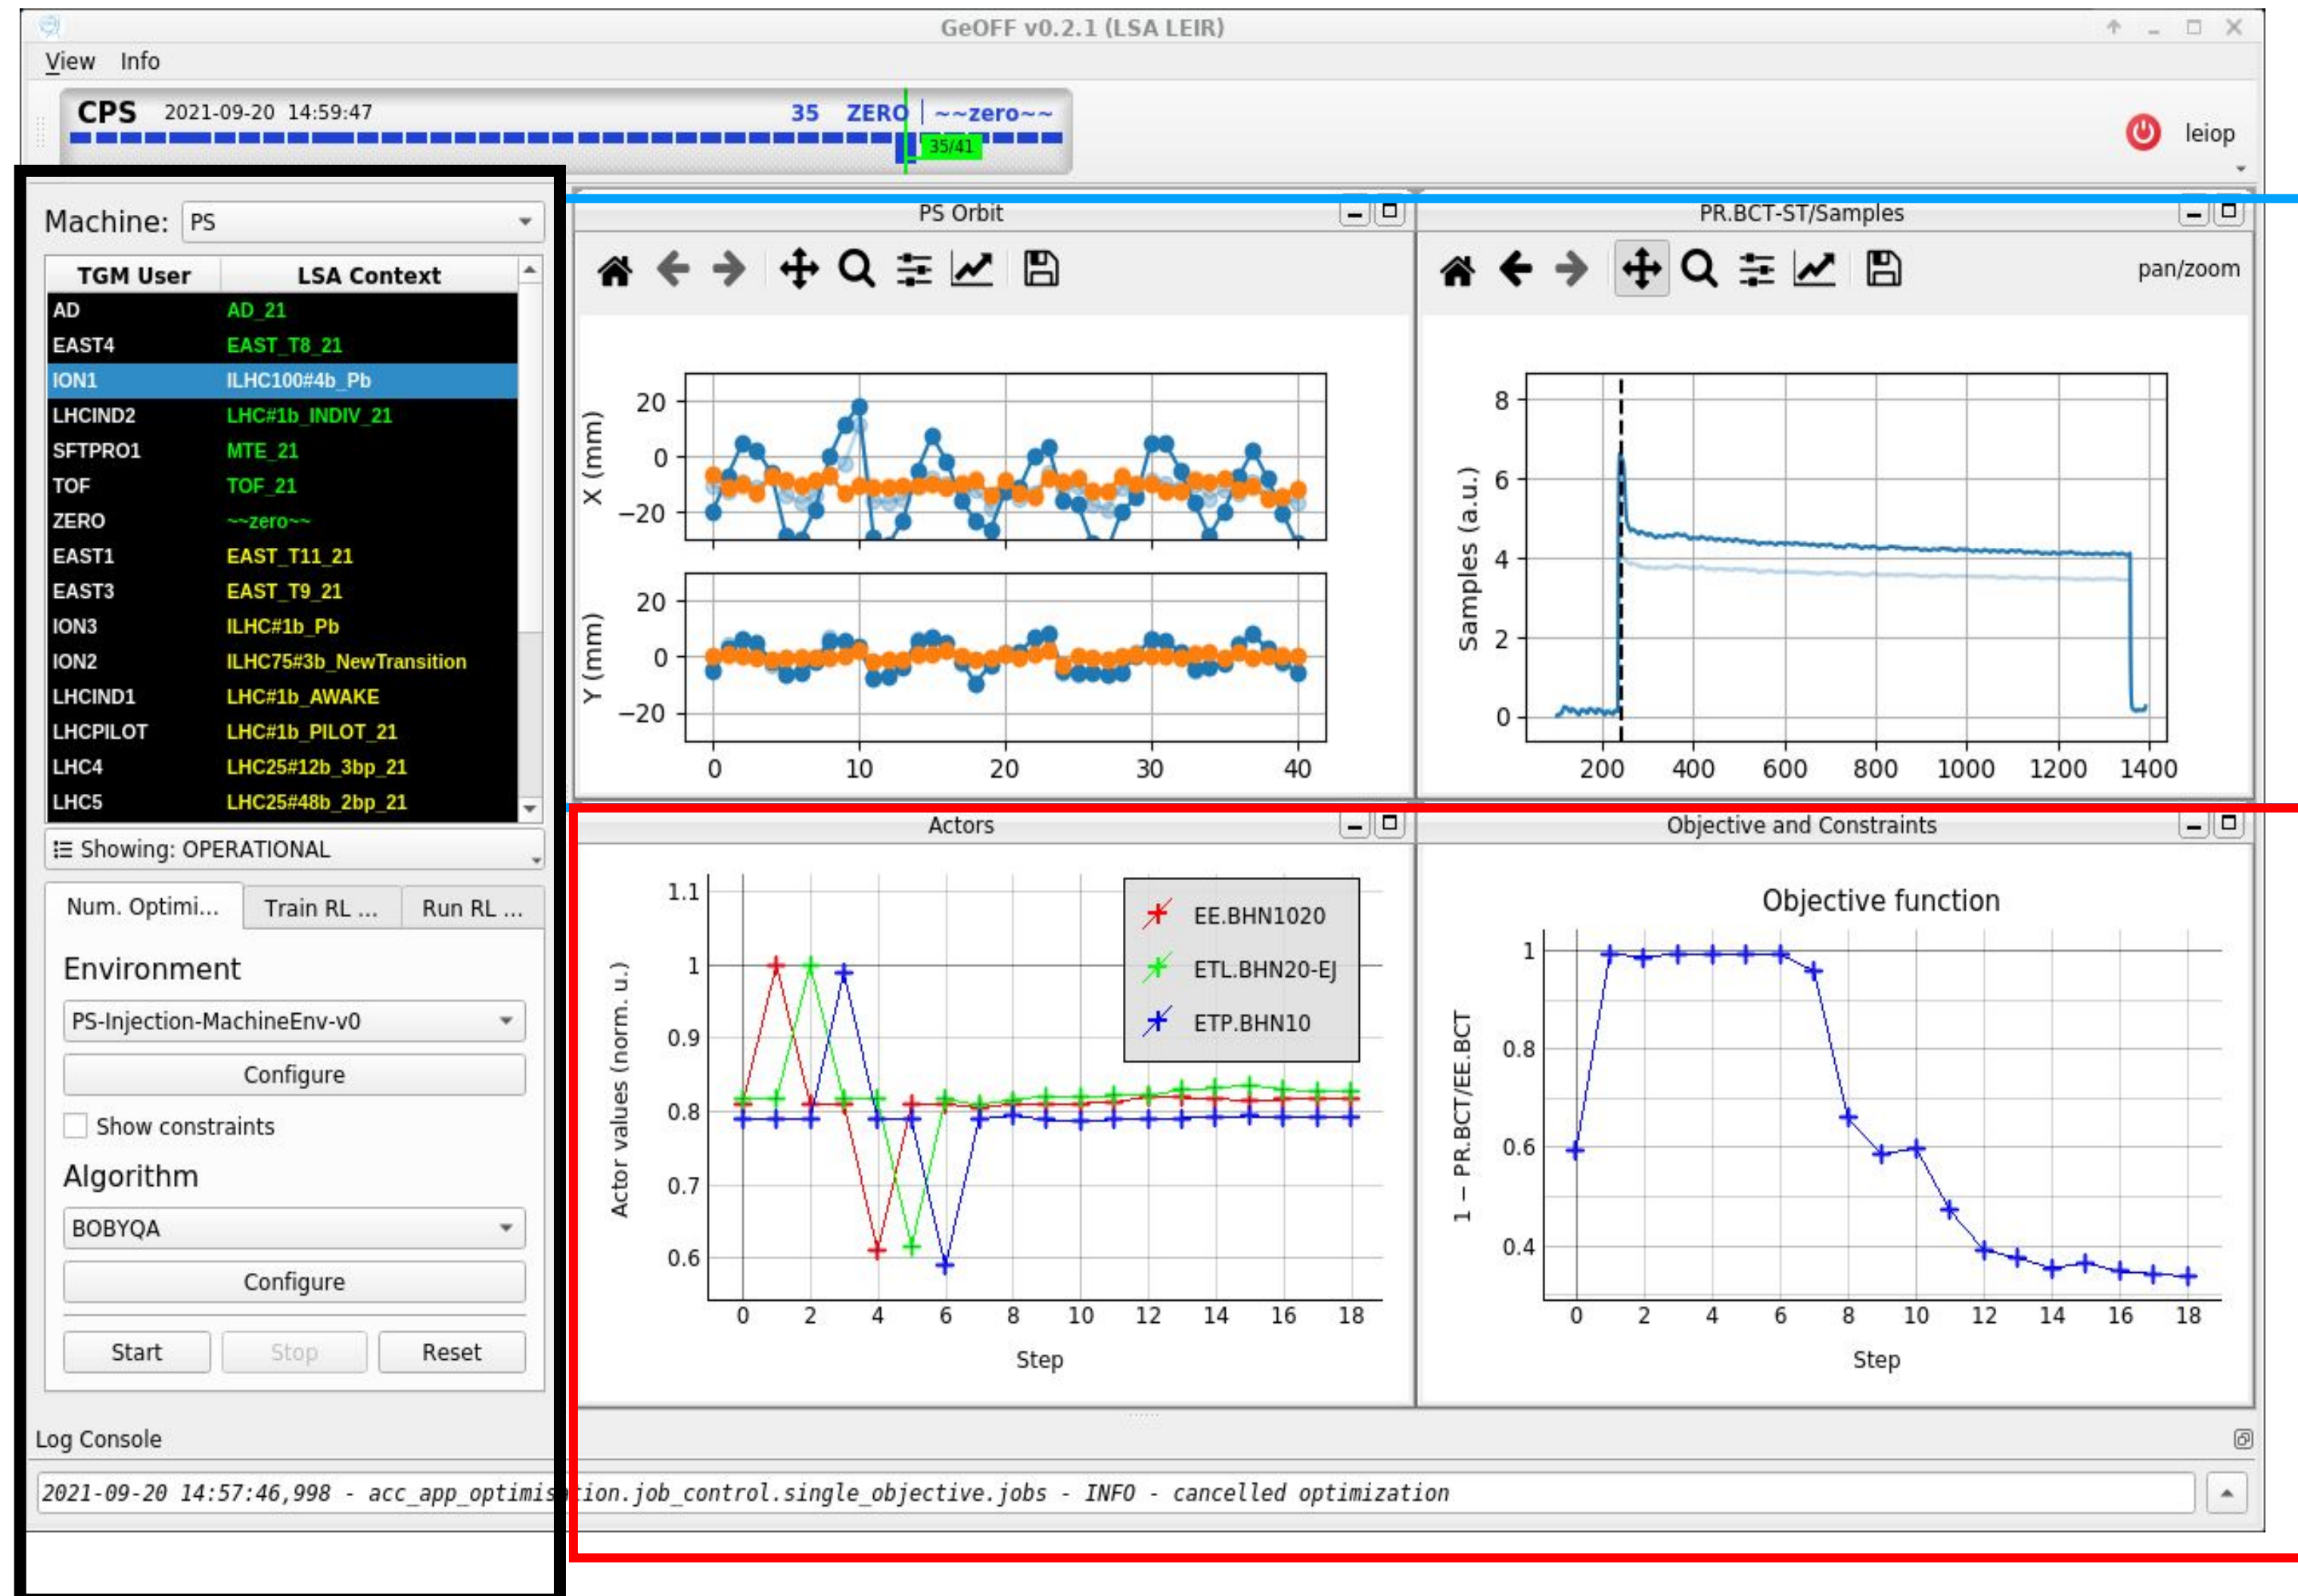 GeOFF v0.2.1 (LSA LEIR)
View Info
CPS 2021-09-20 14:59:47 35 ZERO ~~zero~~
35/41
leiop
Machine: PS
TGM User LSA Context
AD AD_21
EAST4 EAST_T8_21
ION1 ILHC100#4b_Pb
LHCIND2 LHC#1b_INDIV_21
SFTPRO1 MTE_21
TOF TOF_21
ZERO ~~zero~~
EAST1 EAST_T11_21
EAST3 EAST_T9_21
ION3 ILHC#1b_Pb
ION2 ILHC75#3b_NewTransition
LHCIND1 LHC#1b_AWAKE
LHCPILOT LHC#1b_PILOT_21
LHC4 LHC25#12b_3bp_21
LHC5 LHC25#48b_2bp_21
Showing: OPERATIONAL
Num. Optimi... Train RL ... Run RL ...
Environment
PS-Injection-MachineEnv-v0
Configure
Show constraints
Algorithm
BOBYQA
Configure
Start Stop Reset
PS Orbit
X (mm)
20
0
−20
Y (mm)
20
0
−20
0 10 20 30 40
PR.BCT-ST/Samples
pan/zoom
Samples (a.u.)
8
6
4
2
0
200 400 600 800 1000 1200 1400
Actors
Actor values (norm. u.)
1.1
1
0.9
0.8
0.7
0.6
EE.BHN1020
ETL.BHN20-EJ
ETP.BHN10
0 2 4 6 8 10 12 14 16 18
Step
Objective and Constraints
Objective function
1 − PR.BCT/EE.BCT
1
0.8
0.6
0.4
0 2 4 6 8 10 12 14 16 18
Step
Log Console
2021-09-20 14:57:46,998 - acc_app_optimisation.job_control.single_objective.jobs - INFO - cancelled optimization